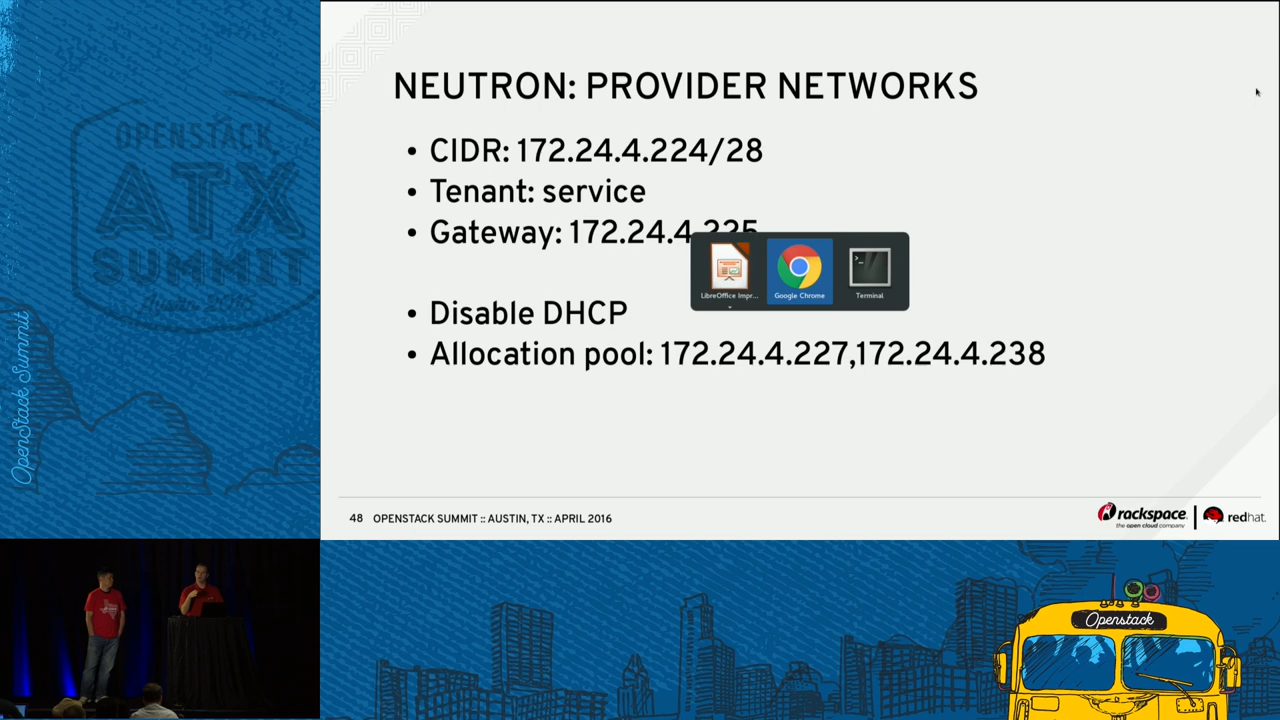 OPENSTACK
ATX
SUMMIT
OpenStack Summit
NEUTRON: PROVIDER NETWORKS
• CIDR: 172.24.4.224/28
• Tenant: service
• Gateway: 172.24.4.225
LibreOffice Impr...
Google Chrome
Terminal
• Disable DHCP
• Allocation pool: 172.24.4.227,172.24.4.238
48 OPENSTACK SUMMIT :: AUSTIN, TX :: APRIL 2016
rackspace.
the open cloud company
redhat.
Openstack